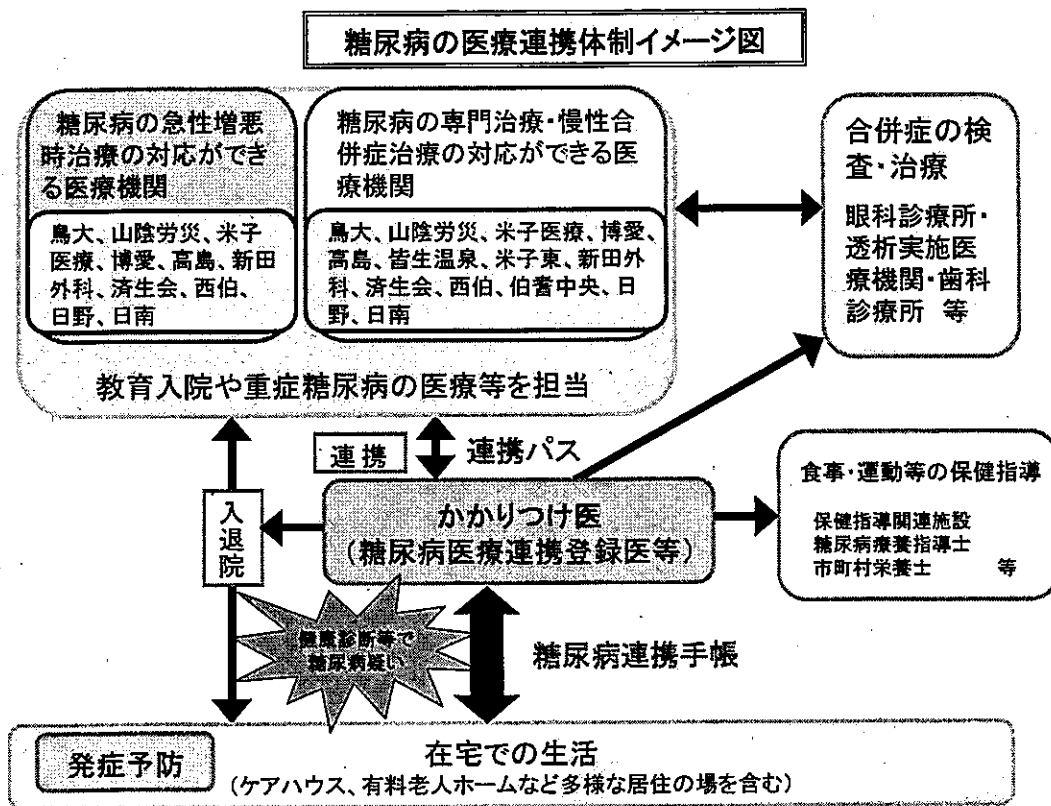 糖尿病の医療連携体制イメージ図
糖尿病の急性増悪
時治療の対応ができ
る医療機関
鳥大、山陰労災、米子
医療、博愛、高島、新田
外科、済生会、西伯、
日野、日南
糖尿病の専門治療・慢性合
併症治療の対応ができる医
療機関
鳥大、山陰労災、米子医療、博愛、
高島、皆生温泉、米子東、新田外
科、済生会、西伯、伯耆中央、日
野、日南
教育入院や重症糖尿病の医療等を担当
合併症の検
査・治療
眼科診療所・
透析実施医
療機関・歯科
診療所 等
連携
連携パス
入退院
かかりつけ医
(糖尿病医療連携登録医等)
食事・運動等の保健指導
保健指導関連施設
糖尿病療養指導士
市町村栄養士 等
健康診断等で
糖尿病疑い
糖尿病連携手帳
発症予防
在宅での生活
(ケアハウス、有料老人ホームなど多様な居住の場を含む)